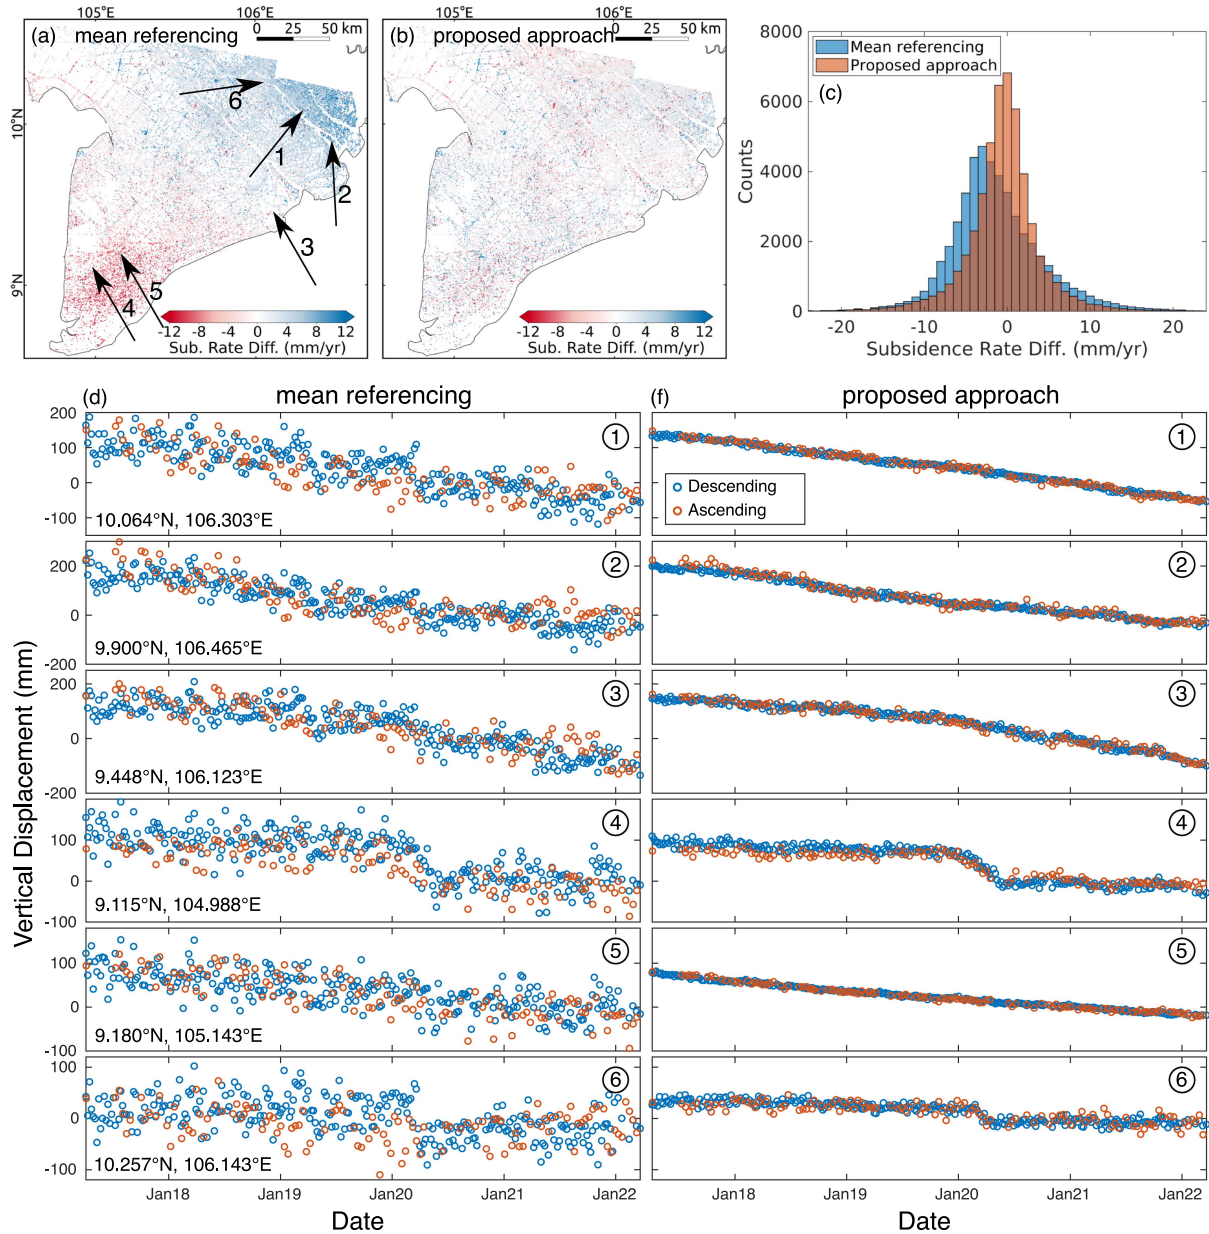 105°E 106°E
0 25 50 km
(a) mean referencing
6
1
2
3
4
5
10°N
9°N
-12 -8 -4 0 4 8 12
Sub. Rate Diff. (mm/yr)
105°E 106°E
0 25 50 km
(b) proposed approach
-12 -8 -4 0 4 8 12
Sub. Rate Diff. (mm/yr)
8000
6000
4000
2000
0
Counts
Mean referencing
Proposed approach
(c)
-20 -10 0 10 20
Subsidence Rate Diff. (mm/yr)
(d) mean referencing
(f) proposed approach
Vertical Displacement (mm)
200
100
0
-100
1
10.064°N, 106.303°E
1
Descending
Ascending
200
0
-200
2
9.900°N, 106.465°E
2
200
0
-200
3
9.448°N, 106.123°E
3
100
0
-100
4
9.115°N, 104.988°E
4
100
0
-100
5
9.180°N, 105.143°E
5
100
0
-100
6
10.257°N, 106.143°E
6
Jan18 Jan19 Jan20 Jan21 Jan22
Date
Jan18 Jan19 Jan20 Jan21 Jan22
Date